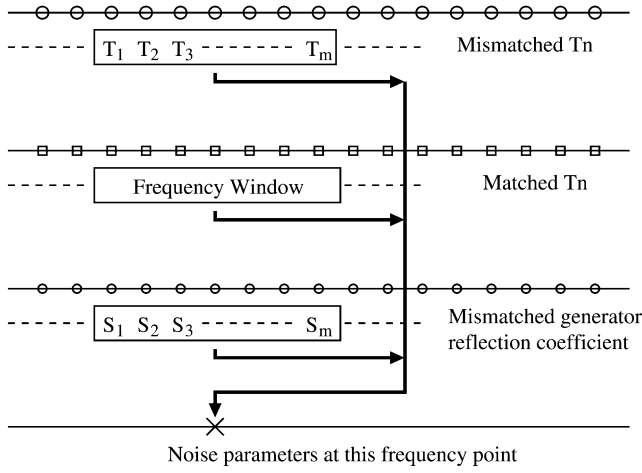 Mismatched Tn
T1 T2 T3 Tm
Matched Tn
Frequency Window
Mismatched generator
reflection coefficient
S1 S2 S3 Sm
Noise parameters at this frequency point